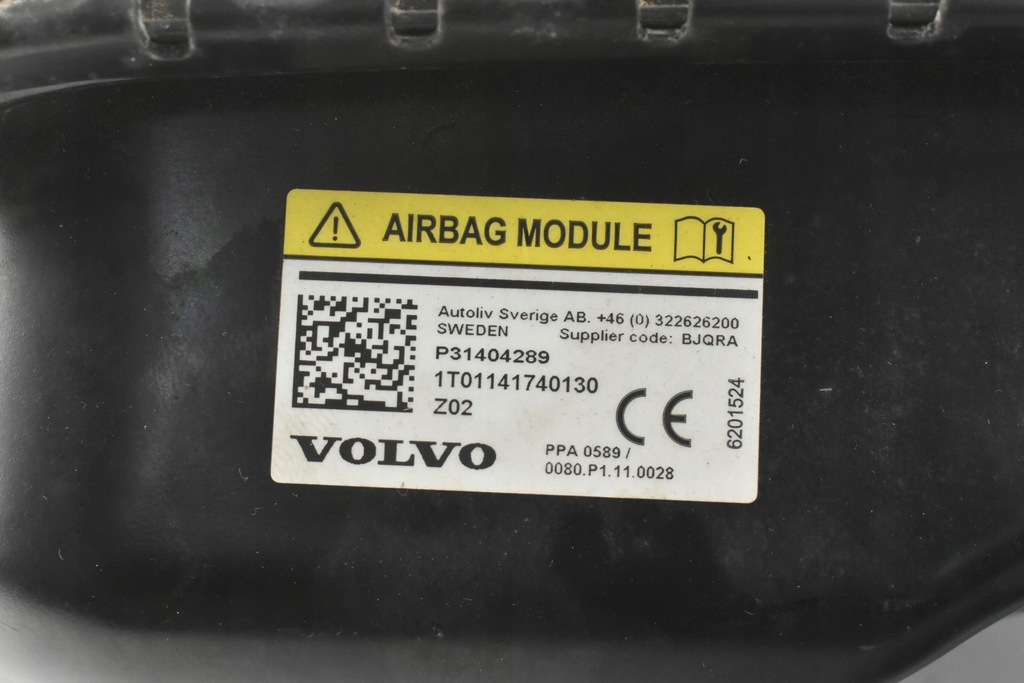 AIRBAG MODULE
Autoliv Sverige AB. +46 (0) 322626200
SWEDEN Supplier code: BJQRA
P31404289
1T01141740130
Z02
CE
6201524
VOLVO
PPA 0589 /
0080.P1.11.0028